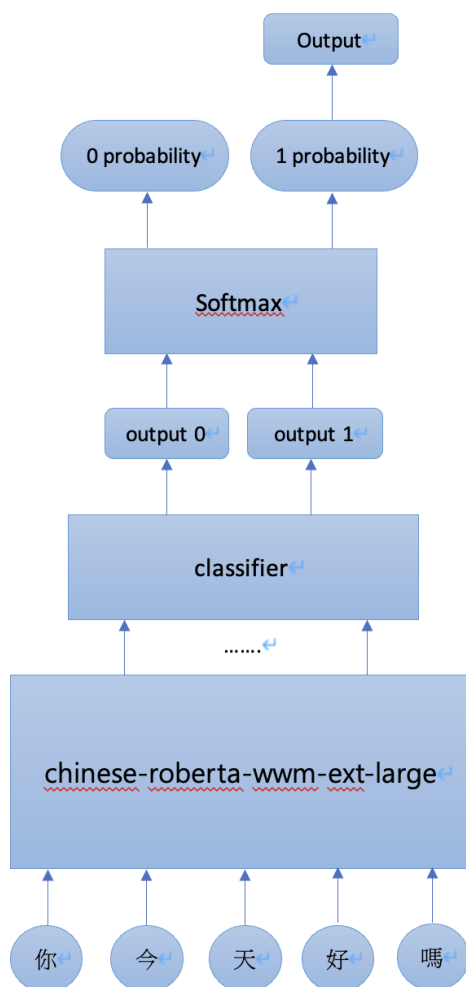 Output↵
0 probability↵ 1 probability↵
Softmax↵
output 0↵ output 1↵
classifier↵
…….↵
chinese-roberta-wwm-ext-large↵
你↵ 今↵ 天↵ 好↵ 嗎↵